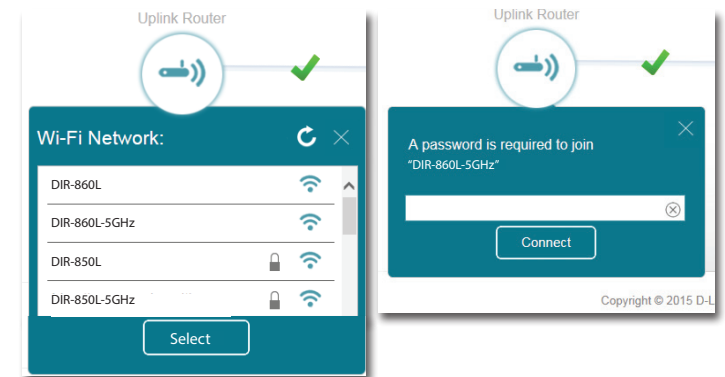 Uplink Router
Wi-Fi Network:
DIR-860L
DIR-860L-5GHz
DIR-850L
DIR-850L-5GHz
Select
Uplink Router
A password is required to join
“DIR-860L-5GHz”
Connect
Copyright © 2015 D-L